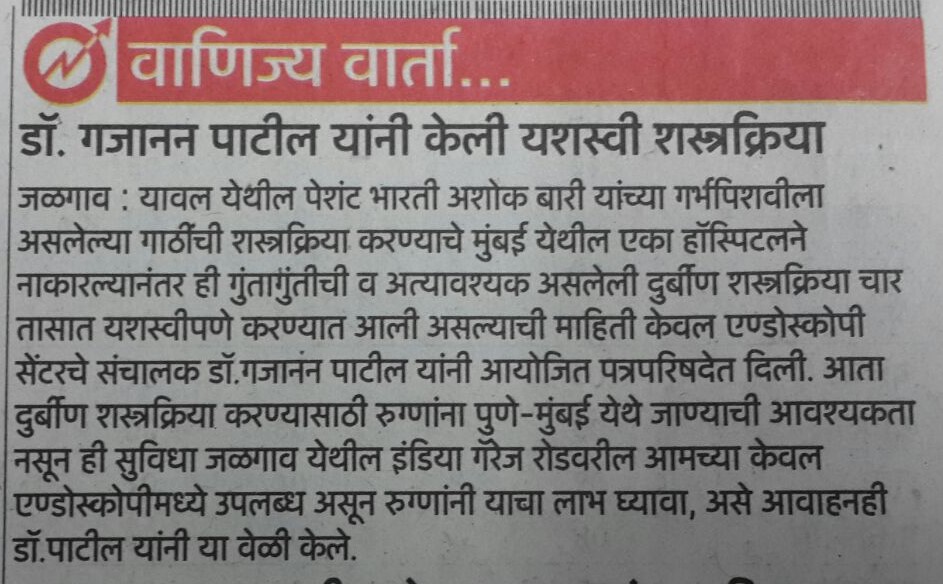 वाणिज्य वार्ता...
डॉ. गजानन पाटील यांनी केली यशस्वी शस्त्रक्रिया
जळगाव : यावल येथील पेशंट भारती अशोक बारी यांच्या गर्भपिशवीला
असलेल्या गाठींची शस्त्रक्रिया करण्याचे मुंबई येथील एका हॉस्पिटलने
नाकारल्यानंतर ही गुंतागुंतीची व अत्यावश्यक असलेली दुर्बीण शस्त्रक्रिया चार
तासात यशस्वीपणे करण्यात आली असल्याची माहिती केवल एण्डोस्कोपी
सेंटरचे संचालक डॉ.गजानंन पाटील यांनी आयोजित पत्रपरिषदेत दिली. आता
दुर्बीण शस्त्रक्रिया करण्यासाठी रुग्णांना पुणे-मुंबई येथे जाण्याची आवश्यकता
नसून ही सुविधा जळगाव येथील इंडिया गॅरेज रोडवरील आमच्या केवल
एण्डोस्कोपीमध्ये उपलब्ध असून रुग्णांनी याचा लाभ घ्यावा, असे आवाहनही
डॉ.पाटील यांनी या वेळी केले.